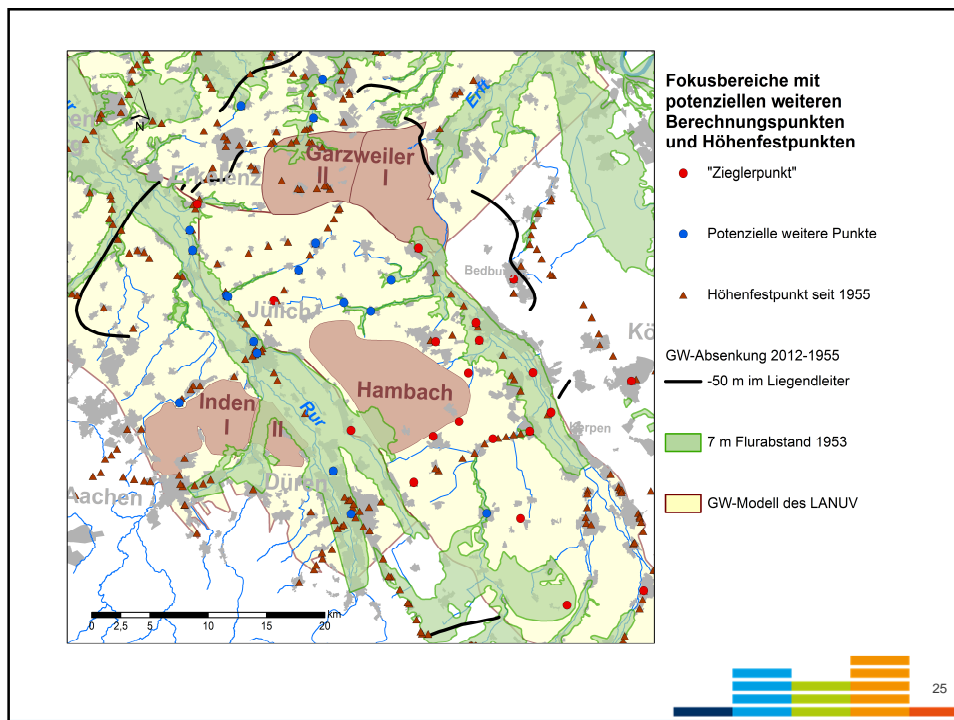 Fokusbereiche mit
potenziellen weiteren
Berechnungspunkten
und Höhenfestpunkten
"Zieglerpunkt"
Potenzielle weitere Punkte
Höhenfestpunkt seit 1955
GW-Absenkung 2012-1955
-50 m im Liegendleiter
7 m Flurabstand 1953
GW-Modell des LANUV
N
Erft
Garzweiler
II
I
Erkelenz
Bedbu
Jülich
Kö
Hambach
Inden
I
II
Rur
Kerpen
Düren
Aachen
km
0 2,5 5 10 15 20
25